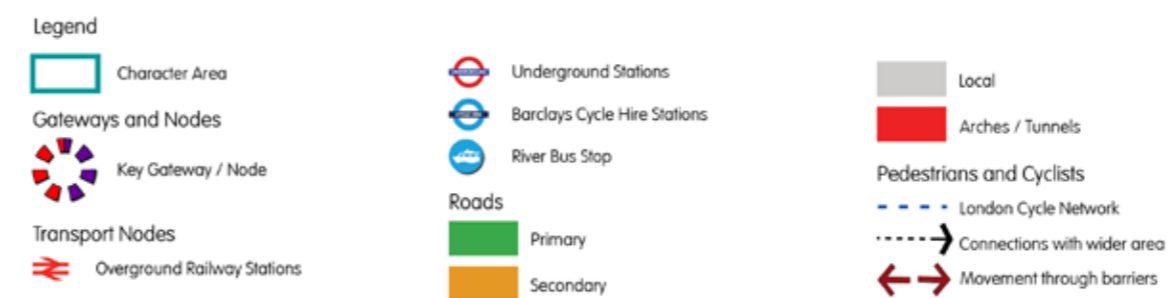 Legend
Character Area
Gateways and Nodes
Key Gateway / Node
Transport Nodes
Overground Railway Stations
Underground Stations
Barclays Cycle Hire Stations
River Bus Stop
Roads
Primary
Secondary
Local
Arches / Tunnels
Pedestrians and Cyclists
London Cycle Network
Connections with wider area
Movement through barriers